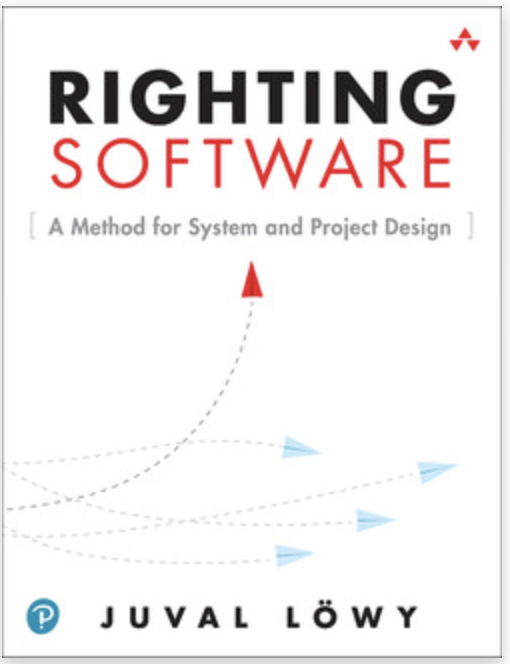 RIGHTING
SOFTWARE
[ A Method for System and Project Design ]
P JUVAL LÖWY